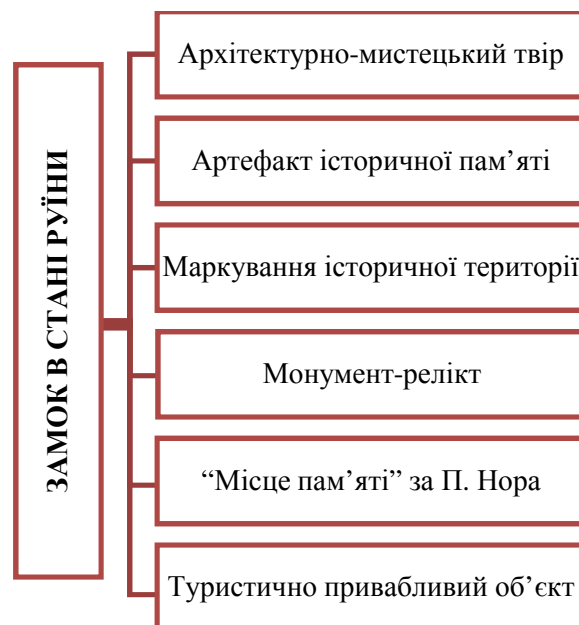 ЗАМОК В СТАНІ РУЇНИ
Архітектурно-мистецький твір
Артефакт історичної пам’яті
Маркування історичної території
Монумент-релікт
“Місце пам’яті” за П. Нора
Туристично привабливий об’єкт